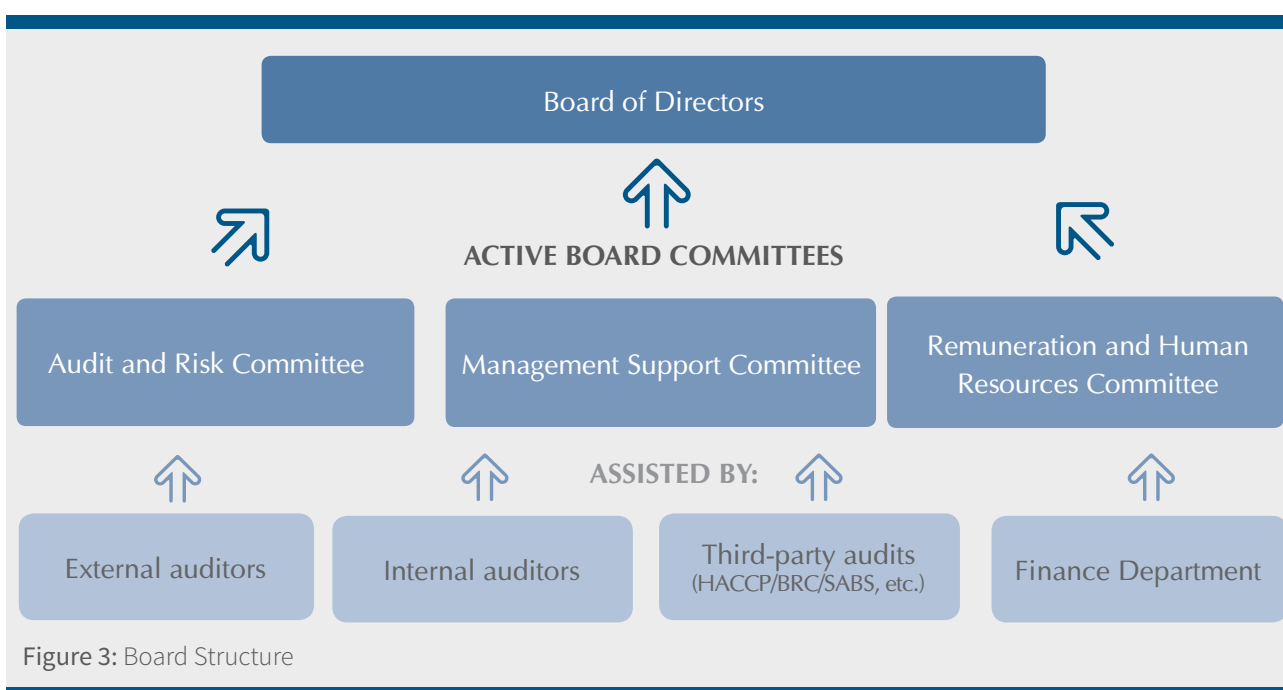 Board of Directors
ACTIVE BOARD COMMITTEES
Audit and Risk Committee
Management Support Committee
Remuneration and Human
Resources Committee
ASSISTED BY:
External auditors
Internal auditors
Third-party audits
(HACCP/BRC/SABS, etc.)
Finance Department
Figure 3: Board Structure